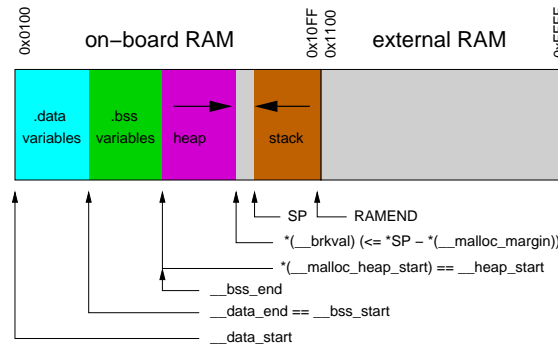 0x0100
on-board RAM
0x10FF
0x1100
external RAM
0xFFFF
.data
variables
.bss
variables
heap
stack
SP
RAMEND
*(__brkval) (<= *SP - *(__malloc_margin))
*(__malloc_heap_start) == __heap_start
__bss_end
__data_end == __bss_start
__data_start